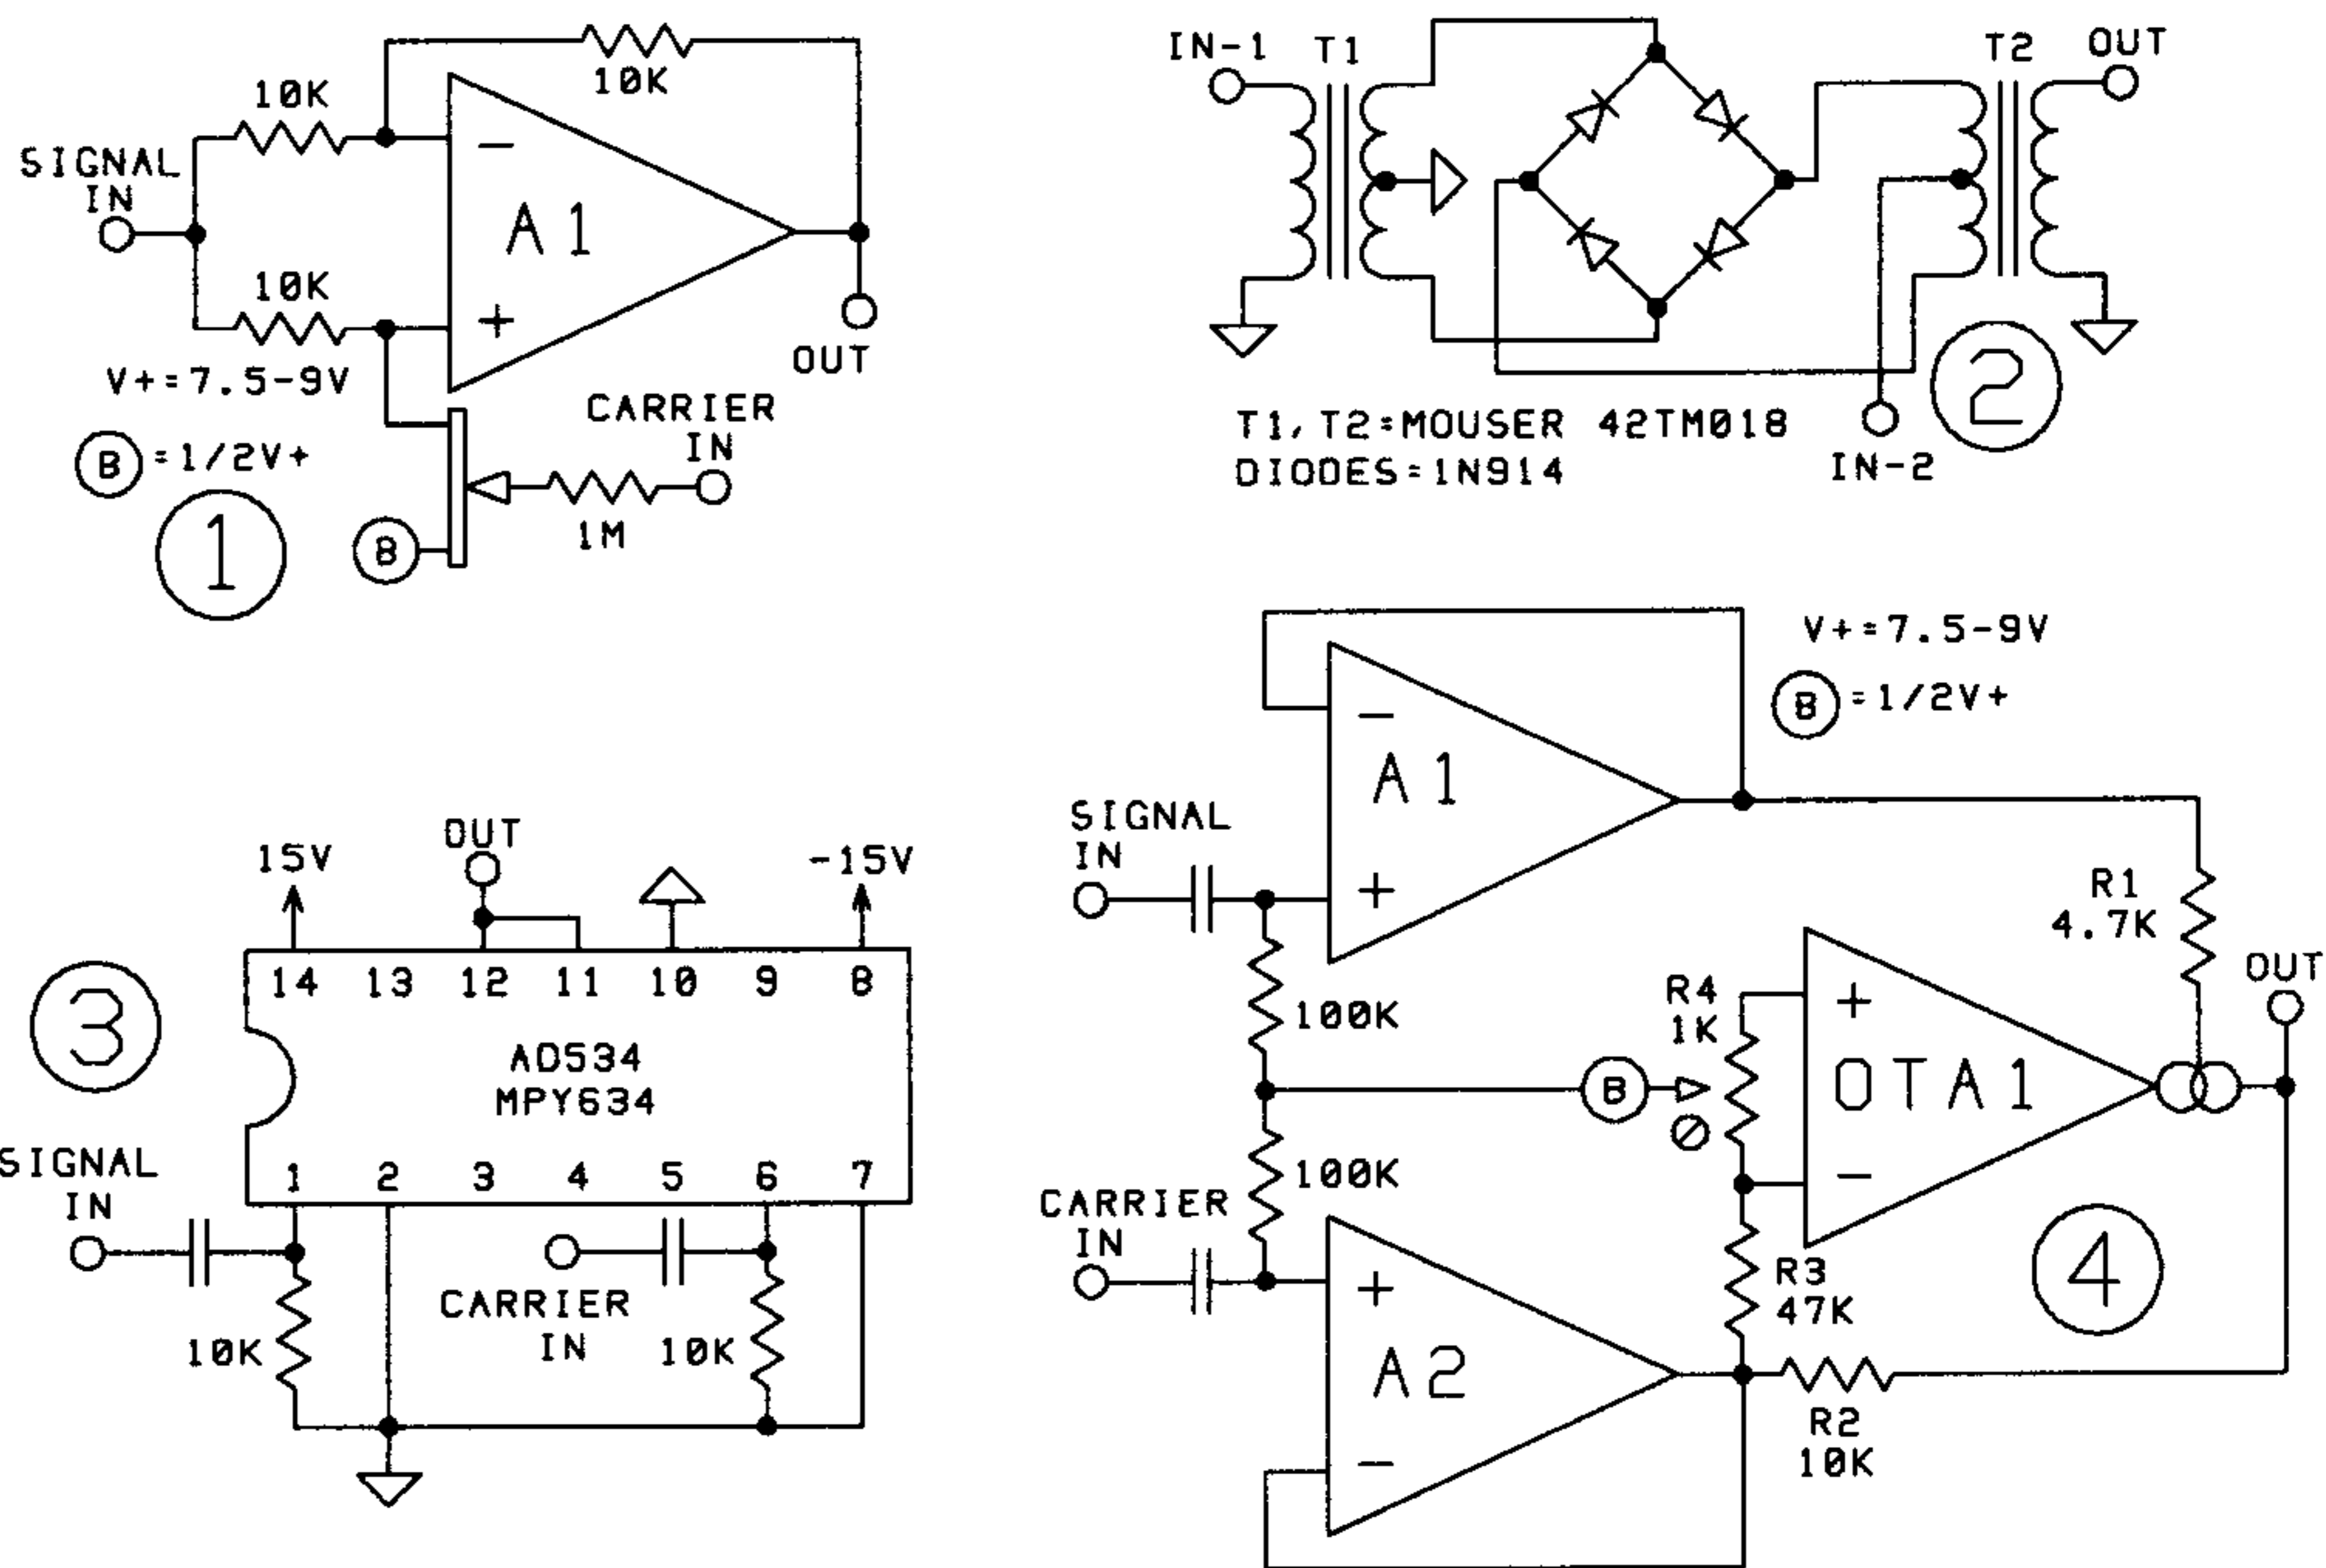 10K
10K
SIGNAL
IN
A1
-
+
10K
OUT
V+=7.5-9V
B =1/2V+
CARRIER
IN
1M
B
1
IN-1
T1
T2
OUT
T1, T2=MOUSER 42TM018
DIODES=1N914
IN-2
2
15V
OUT
-15V
14 13 12 11 10 9 8
AD534
MPY634
1 2 3 4 5 6 7
SIGNAL
IN
10K
CARRIER
IN
10K
3
V+=7.5-9V
B =1/2V+
-
A1
+
SIGNAL
IN
100K
B
100K
CARRIER
IN
+
A2
-
R1
4.7K
OUT
R4
1K
+
OTA1
-
R3
47K
R2
10K
4